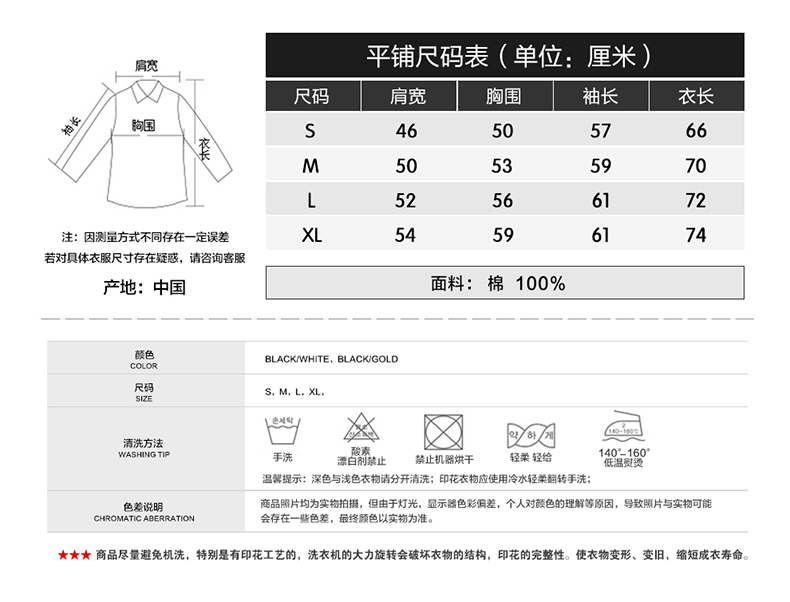 肩宽
袖长
胸围
衣长
注：因测量方式不同存在一定误差
若对具体衣服尺寸存在疑惑，请咨询客服
产地：中国
平铺尺码表（单位：厘米）
尺码 肩宽 胸围 袖长 衣长
S 46 50 57 66
M 50 53 59 70
L 52 56 61 72
XL 54 59 61 74
面料： 棉 100%
颜色
COLOR
BLACK/WHITE，BLACK/GOLD
尺码
SIZE
S，M，L，XL，
清洗方法
WASHING TIP
손세탁
약하게
2
140~160℃
手洗
酸素
漂白剂禁止
禁止机器烘干
轻柔 轻给
140°–160°
低温熨烫
温馨提示：深色与浅色衣物请分开清洗；印花衣物应使用冷水轻柔翻转手洗；
色差说明
CHROMATIC ABERRATION
商品照片均为实物拍摄，但由于灯光，显示器色彩偏差，个人对颜色的理解等原因，导致照片与实物可能
会存在一些色差，最终颜色以实物为准。
★★★ 商品尽量避免机洗，特别是有印花工艺的，洗衣机的大力旋转会破坏衣物的结构，印花的完整性。使衣物变形、变旧，缩短成衣寿命。